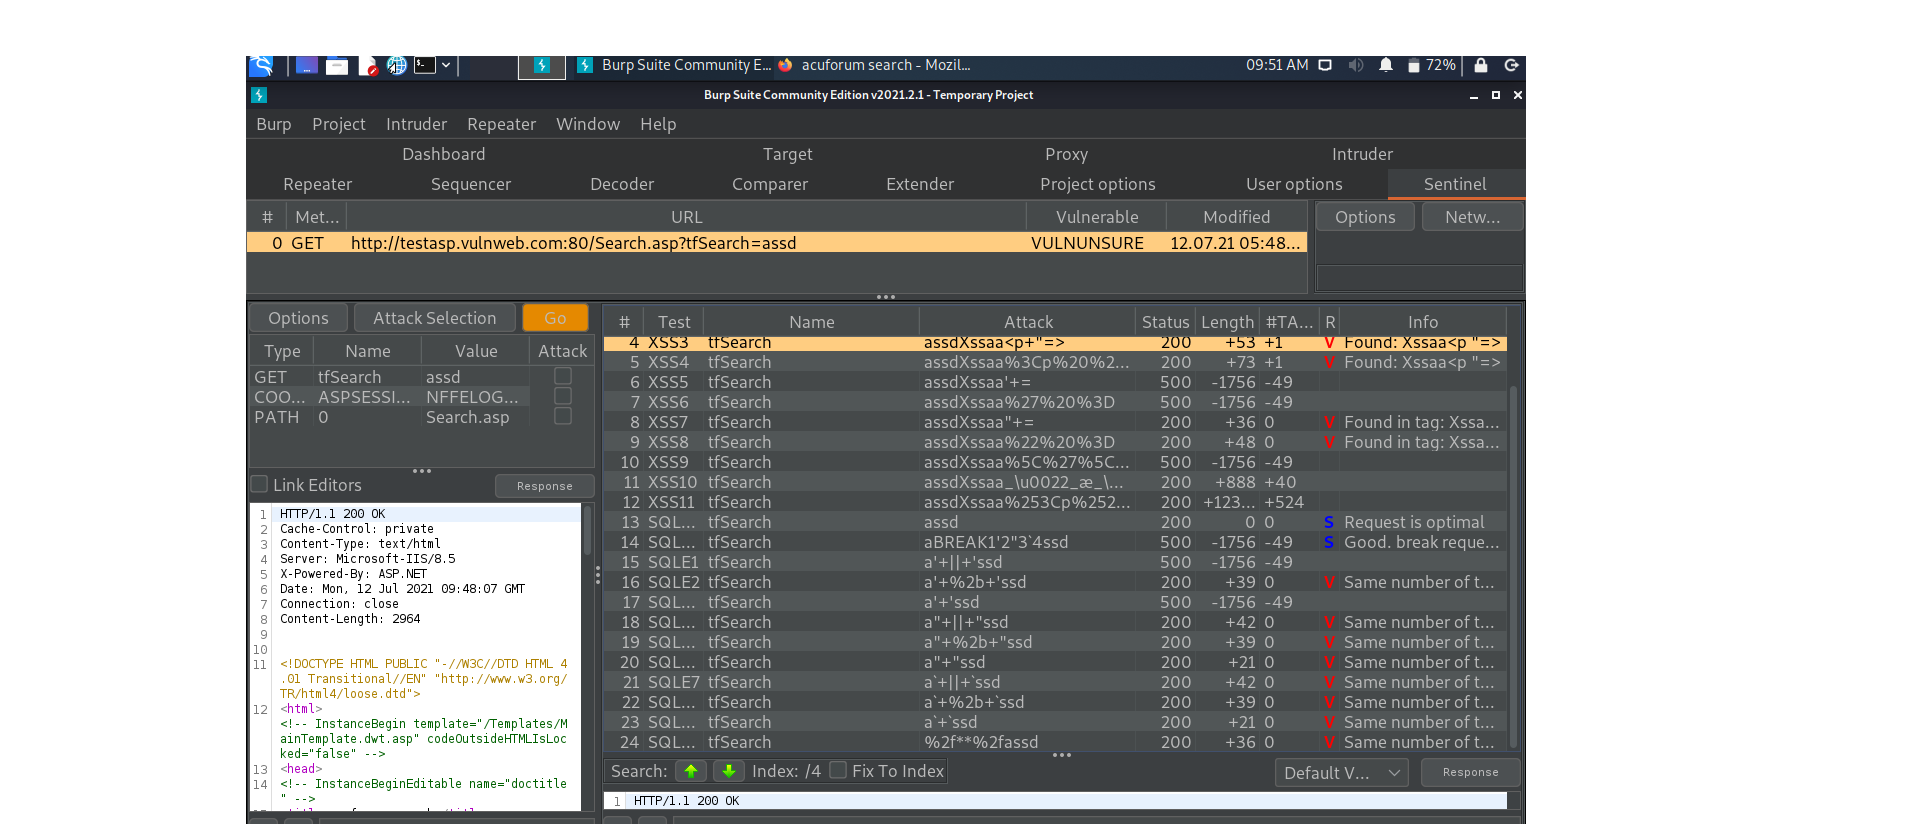 Burp Suite Community E... acuforum search - Mozil... 09:51 AM 72%
Burp Suite Community Edition v2021.2.1 - Temporary Project
Burp Project Intruder Repeater Window Help
Dashboard Target Proxy Intruder
Repeater Sequencer Decoder Comparer Extender Project options User options Sentinel
# Met... URL Vulnerable Modified
0 GET http://testasp.vulnweb.com:80/Search.asp?tfSearch=assd VULNUNSURE 12.07.21 05:48...
Options Netw...
Options Attack Selection Go
Type Name Value Attack
GET tfSearch assd
COO... ASPSESSI... NFFELOG...
PATH 0 Search.asp
Link Editors Response
1 HTTP/1.1 200 OK
2 Cache-Control: private
3 Content-Type: text/html
4 Server: Microsoft-IIS/8.5
5 X-Powered-By: ASP.NET
6 Date: Mon, 12 Jul 2021 09:48:07 GMT
7 Connection: close
8 Content-Length: 2964
9
10
11 <!DOCTYPE HTML PUBLIC "-//W3C//DTD HTML 4
.01 Transitional//EN" "http://www.w3.org/
TR/html4/loose.dtd">
12 <html>
<!-- InstanceBegin template="/Templates/M
ainTemplate.dwt.asp" codeOutsideHTMLIsLoc
ked="false" -->
13 <head>
14 <!-- InstanceBeginEditable name="doctitle
" -->
# Test Name Attack Status Length #TA... R Info
4 XSS3 tfSearch assdXssaa<p+"=> 200 +53 +1 V Found: Xssaa<p "=>
5 XSS4 tfSearch assdXssaa%3Cp%20%2... 200 +73 +1 V Found: Xssaa<p "=>
6 XSS5 tfSearch assdXssaa'+= 500 -1756 -49
7 XSS6 tfSearch assdXssaa%27%20%3D 500 -1756 -49
8 XSS7 tfSearch assdXssaa"+= 200 +36 0 V Found in tag: Xssa...
9 XSS8 tfSearch assdXssaa%22%20%3D 200 +48 0 V Found in tag: Xssa...
10 XSS9 tfSearch assdXssaa%5C%27%5C... 500 -1756 -49
11 XSS10 tfSearch assdXssaa_\u0022_æ_\... 200 +888 +40
12 XSS11 tfSearch assdXssaa%253Cp%252... 200 +123... +524
13 SQL... tfSearch assd 200 0 0 S Request is optimal
14 SQL... tfSearch aBREAK1'2"3`4ssd 500 -1756 -49 S Good. break reque...
15 SQLE1 tfSearch a'+||+'ssd 500 -1756 -49
16 SQLE2 tfSearch a'+%2b+'ssd 200 +39 0 V Same number of t...
17 SQL... tfSearch a'+'ssd 500 -1756 -49
18 SQL... tfSearch a"+||+"ssd 200 +42 0 V Same number of t...
19 SQL... tfSearch a"+%2b+"ssd 200 +39 0 V Same number of t...
20 SQL... tfSearch a"+"ssd 200 +21 0 V Same number of t...
21 SQLE7 tfSearch a`+||+`ssd 200 +42 0 V Same number of t...
22 SQL... tfSearch a`+%2b+`ssd 200 +39 0 V Same number of t...
23 SQL... tfSearch a`+`ssd 200 +21 0 V Same number of t...
24 SQL... tfSearch %2f**%2fassd 200 +36 0 V Same number of t...
Search: Index: /4 Fix To Index Default V... Response
1 HTTP/1.1 200 OK